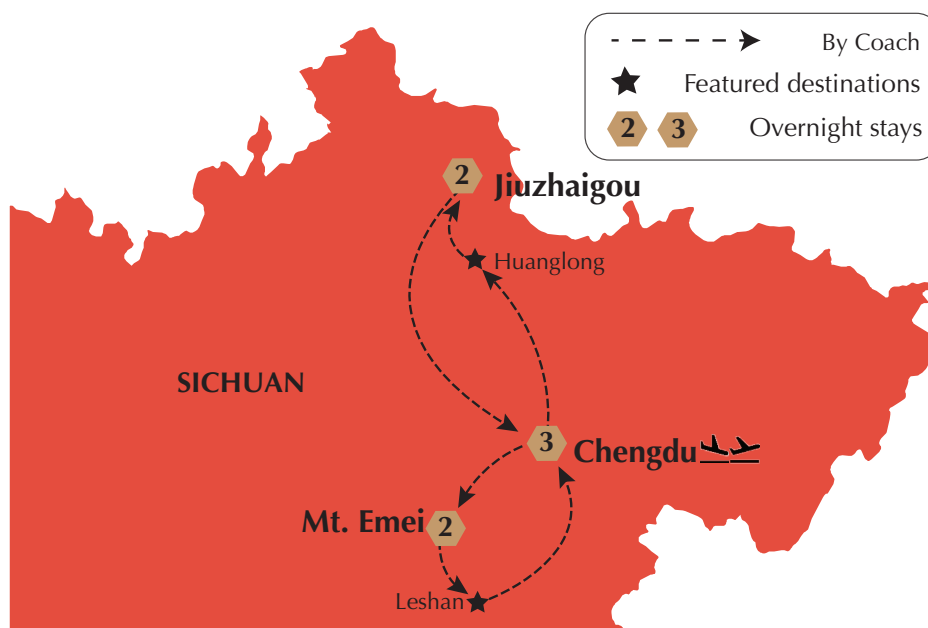 By Coach
Featured destinations
2 3 Overnight stays
2
Jiuzhaigou
Huanglong
SICHUAN
3
Chengdu
Mt. Emei 2
Leshan